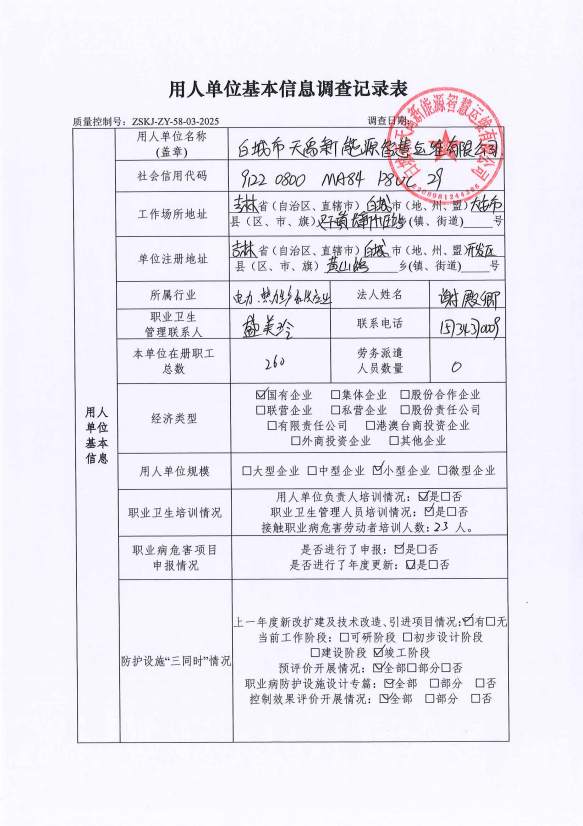 用人单位基本信息调查记录表
质量控制号：ZSKJ-ZY-58-03-2025 调查日期：
用人单位基本信息
用人单位名称（盖章） 白城市天禹新能源智慧运维有限公司
社会信用代码 9122 0800 MA84 P8UC 29
工作场所地址 吉林省（自治区、直辖市）白城市（地、州、盟）大安市
县（区、市、旗）（镇、街道）号
单位注册地址 吉林省（自治区、直辖市）白城市（地、州、盟）开发区
县（区、市、旗）黄山路乡（镇、街道）号
所属行业 电力、热力 法人姓名 谢殿卿
职业卫生管理联系人 孟美玲 联系电话
本单位在册职工总数 260 劳务派遣人员数量 0
经济类型 ☑国有企业 □集体企业 □股份合作企业
□联营企业 □私营企业 □股份责任公司
□有限责任公司 □港澳台商投资企业
□外商投资企业 □其他企业
用人单位规模 □大型企业 □中型企业 ☑小型企业 □微型企业
职业卫生培训情况 用人单位负责人培训情况：☑是□否
职业卫生管理人员培训情况：☑是□否
接触职业病危害劳动者培训人数：23 人。
职业病危害项目申报情况 是否进行了申报：☑是□否
是否进行了年度更新：☑是□否
防护设施“三同时”情况 上一年度新改扩建及技术改造、引进项目情况：☑有□无
当前工作阶段：□可研阶段 □初步设计阶段
□建设阶段 ☑竣工阶段
预评价开展情况：☑全部□部分□否
职业病防护设施设计专篇：☑全部 □部分 □否
控制效果评价开展情况：☑全部 □部分 □否